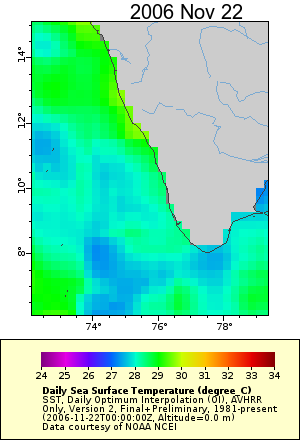 2006 Nov 22
14°
12°
10°
8°
74°
76°
78°
24 25 26 27 28 29 30 31 32 33 34
Daily Sea Surface Temperature (degree_C)
SST, Daily Optimum Interpolation (OI), AVHRR
Only, Version 2, Final+Preliminary, 1981-present
(2006-11-22T00:00:00Z, Altitude=0.0 m)
Data courtesy of NOAA NCEI